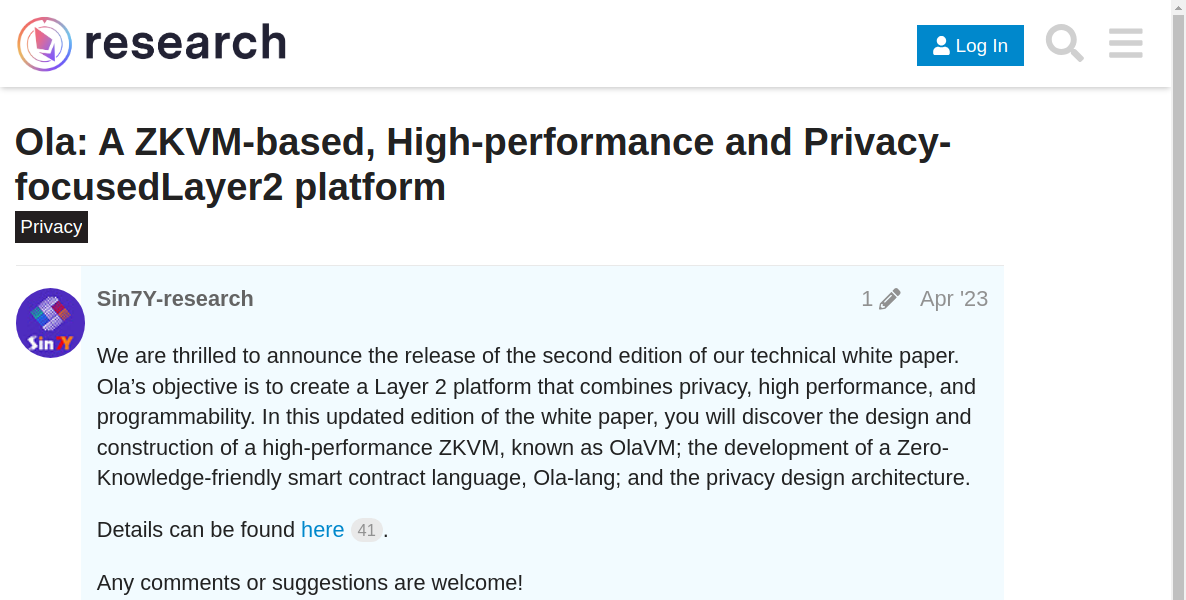 research
Log In
Ola: A ZKVM-based, High-performance and Privacy-
focusedLayer2 platform
Privacy
Sin7Y-research
1
Apr '23
Sin7Y
We are thrilled to announce the release of the second edition of our technical white paper.
Ola’s objective is to create a Layer 2 platform that combines privacy, high performance, and
programmability. In this updated edition of the white paper, you will discover the design and
construction of a high-performance ZKVM, known as OlaVM; the development of a Zero-
Knowledge-friendly smart contract language, Ola-lang; and the privacy design architecture.
Details can be found here 41.
Any comments or suggestions are welcome!